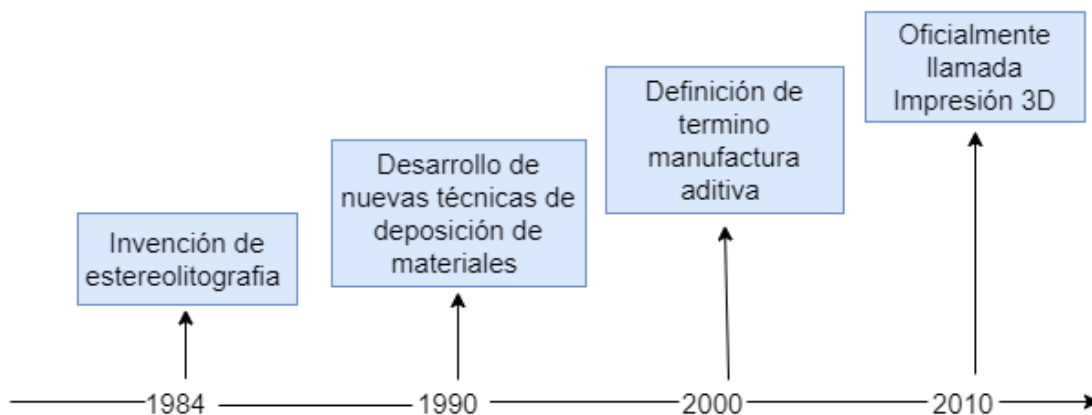 Oficialmente
llamada
Impresión 3D
Definición de
termino
manufactura
aditiva
Desarrollo de
nuevas técnicas de
deposición de
materiales
Invención de
estereolitografia
1984
1990
2000
2010